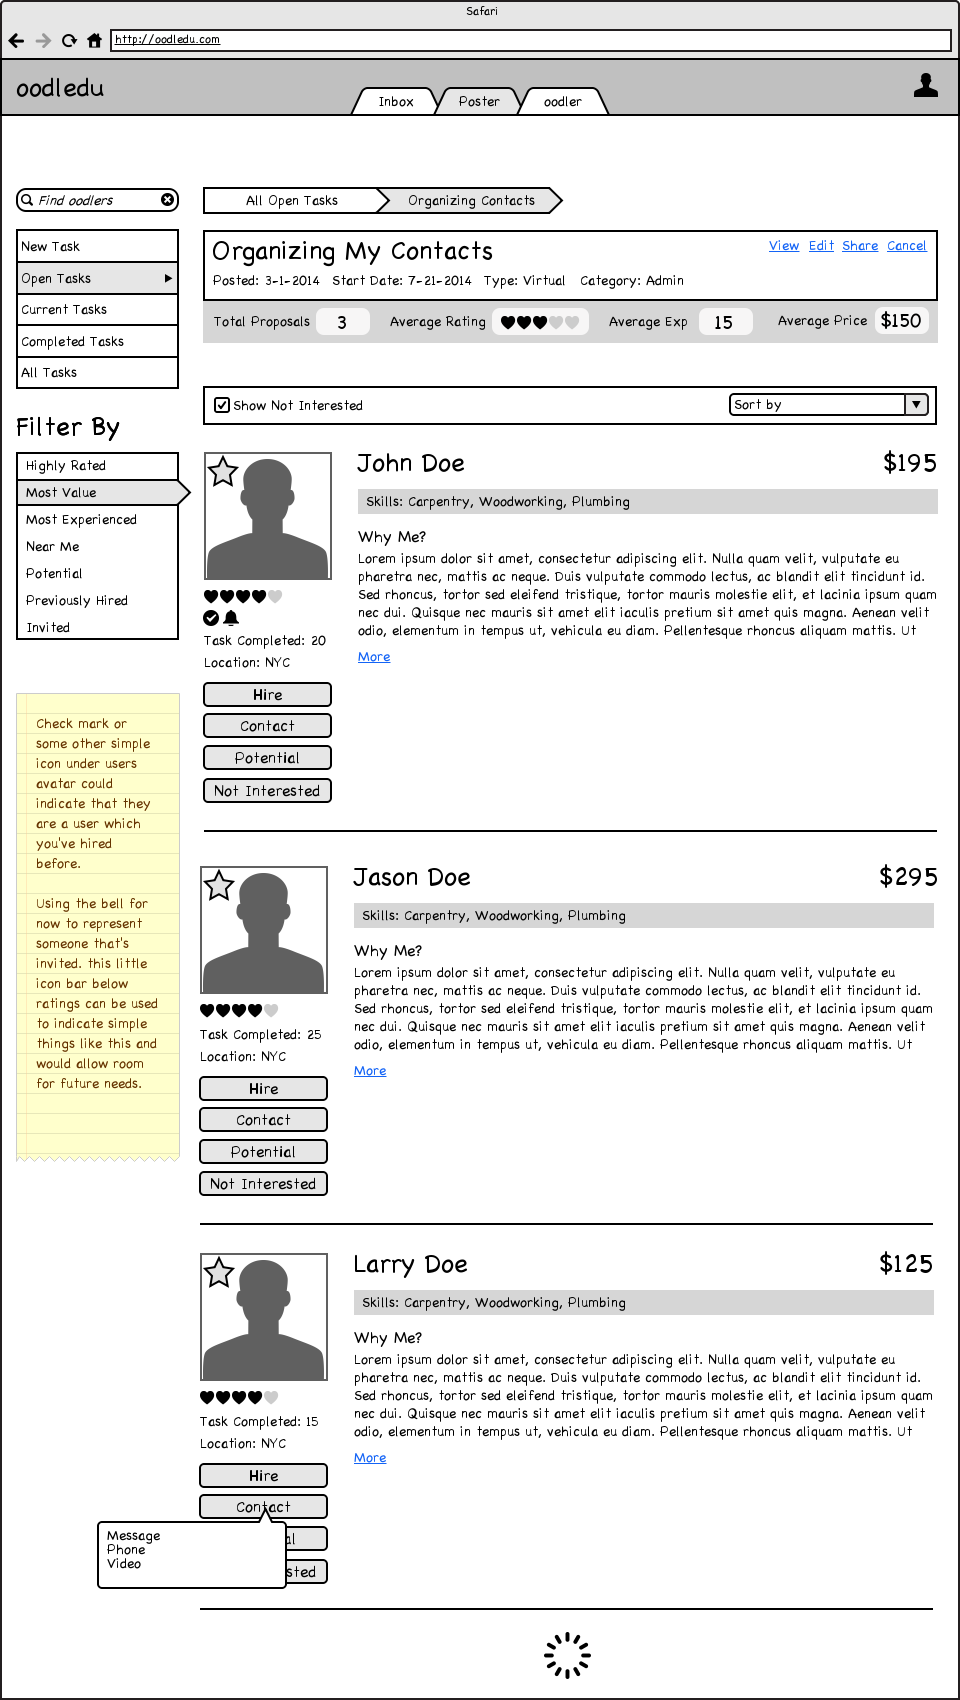 Safari
http://oodledu.com
oodledu
Inbox
Poster
oodler
Find oodlers
New Task
Open Tasks
Current Tasks
Completed Tasks
All Tasks
Filter By
Highly Rated
Most Value
Most Experienced
Near Me
Potential
Previously Hired
Invited
Check mark or
some other simple
icon under users
avatar could
indicate that they
are a user which
you've hired
before.
Using the bell for
now to represent
someone that's
invited. this little
icon bar below
ratings can be used
to indicate simple
things like this and
would allow room
for future needs.
All Open Tasks
Organizing Contacts
Organizing My Contacts
View Edit Share Cancel
Posted: 3-1-2014 Start Date: 7-21-2014 Type: Virtual Category: Admin
Total Proposals 3 Average Rating Average Exp 15 Average Price $150
Show Not Interested
Sort by
John Doe
$195
Skills: Carpentry, Woodworking, Plumbing
Why Me?
Lorem ipsum dolor sit amet, consectetur adipiscing elit. Nulla quam velit, vulputate eu
pharetra nec, mattis ac neque. Duis vulputate commodo lectus, ac blandit elit tincidunt id.
Sed rhoncus, tortor sed eleifend tristique, tortor mauris molestie elit, et lacinia ipsum quam
nec dui. Quisque nec mauris sit amet elit iaculis pretium sit amet quis magna. Aenean velit
odio, elementum in tempus ut, vehicula eu diam. Pellentesque rhoncus aliquam mattis. Ut
More
Task Completed: 20
Location: NYC
Hire
Contact
Potential
Not Interested
Jason Doe
$295
Skills: Carpentry, Woodworking, Plumbing
Why Me?
Lorem ipsum dolor sit amet, consectetur adipiscing elit. Nulla quam velit, vulputate eu
pharetra nec, mattis ac neque. Duis vulputate commodo lectus, ac blandit elit tincidunt id.
Sed rhoncus, tortor sed eleifend tristique, tortor mauris molestie elit, et lacinia ipsum quam
nec dui. Quisque nec mauris sit amet elit iaculis pretium sit amet quis magna. Aenean velit
odio, elementum in tempus ut, vehicula eu diam. Pellentesque rhoncus aliquam mattis. Ut
More
Task Completed: 25
Location: NYC
Hire
Contact
Potential
Not Interested
Larry Doe
$125
Skills: Carpentry, Woodworking, Plumbing
Why Me?
Lorem ipsum dolor sit amet, consectetur adipiscing elit. Nulla quam velit, vulputate eu
pharetra nec, mattis ac neque. Duis vulputate commodo lectus, ac blandit elit tincidunt id.
Sed rhoncus, tortor sed eleifend tristique, tortor mauris molestie elit, et lacinia ipsum quam
nec dui. Quisque nec mauris sit amet elit iaculis pretium sit amet quis magna. Aenean velit
odio, elementum in tempus ut, vehicula eu diam. Pellentesque rhoncus aliquam mattis. Ut
More
Task Completed: 15
Location: NYC
Hire
Contact
Message
Phone
Video